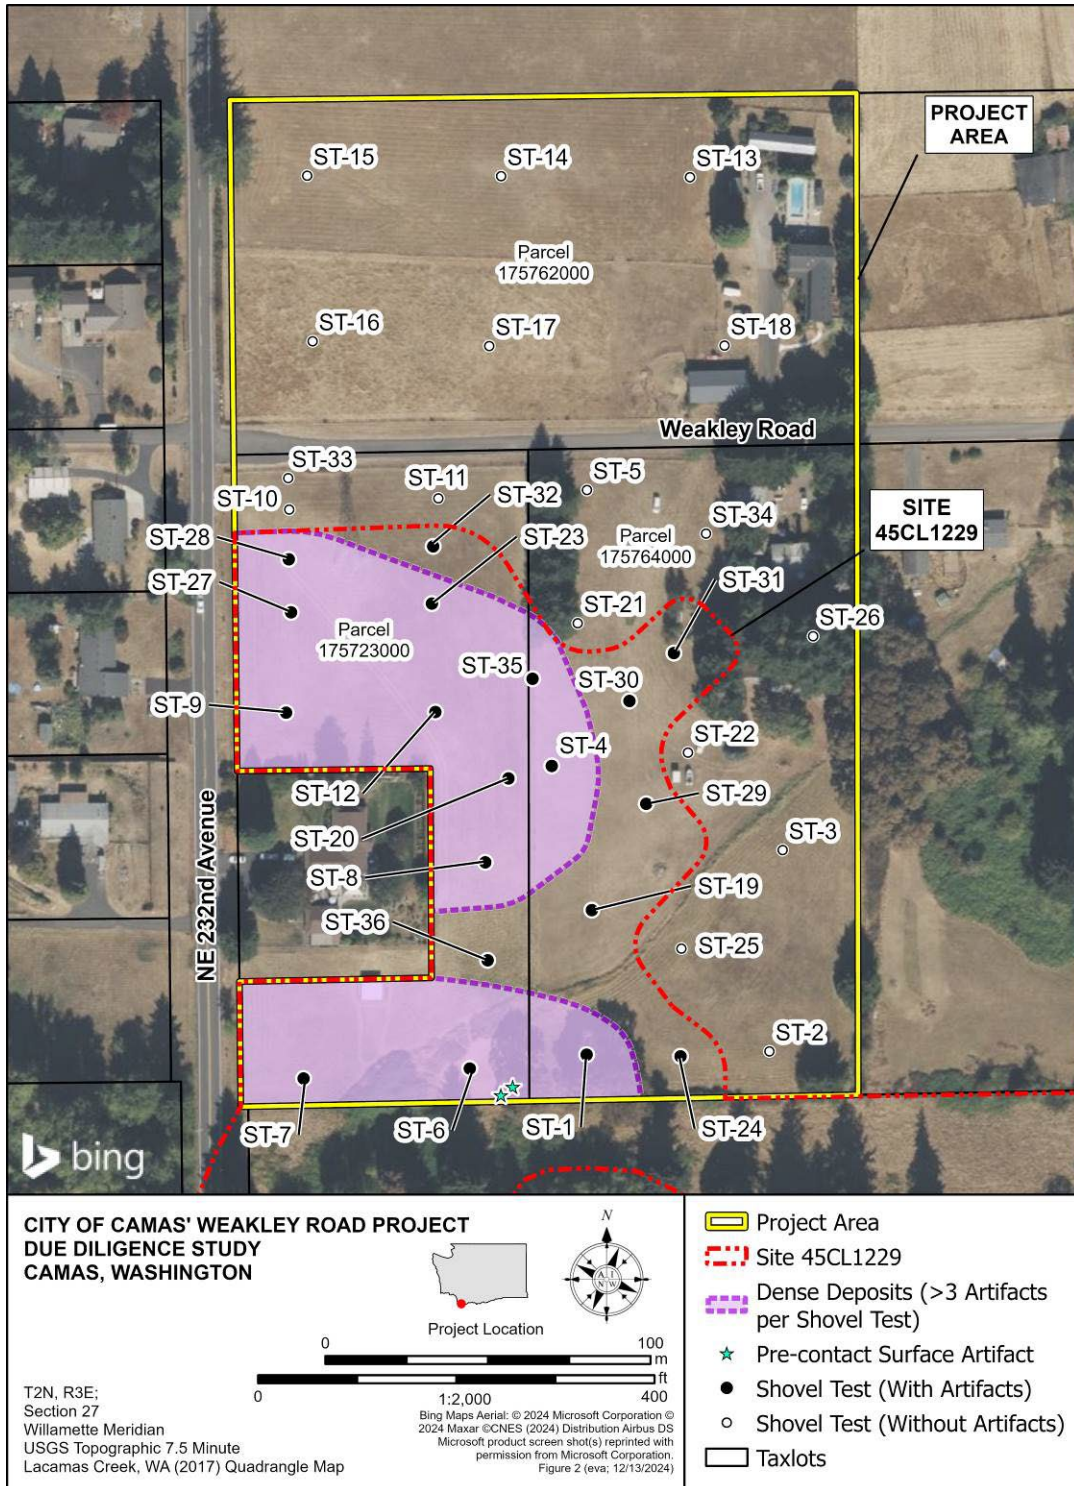 PROJECT
AREA
ST-15
ST-14
ST-13
Parcel
175762000
ST-16
ST-17
ST-18
Weakley Road
ST-33
ST-11
ST-5
ST-10
ST-32
SITE
45CL1229
ST-34
ST-28
ST-23
Parcel
175764000
ST-31
ST-27
ST-21
ST-26
Parcel
175723000
ST-35
ST-30
ST-9
ST-22
ST-4
ST-12
ST-29
ST-20
ST-3
ST-8
ST-19
ST-36
ST-25
NE 232nd Avenue
ST-2
ST-7
ST-6
ST-1
ST-24
bing
CITY OF CAMAS' WEAKLEY ROAD PROJECT
DUE DILIGENCE STUDY
CAMAS, WASHINGTON
Project Location
N
A I
N W
0 100
m
ft
0 400
1:2,000
T2N, R3E;
Section 27
Willamette Meridian
USGS Topographic 7.5 Minute
Lacamas Creek, WA (2017) Quadrangle Map
Bing Maps Aerial: © 2024 Microsoft Corporation ©
2024 Maxar ©CNES (2024) Distribution Airbus DS
Microsoft product screen shot(s) reprinted with
permission from Microsoft Corporation.
Figure 2 (eva; 12/13/2024)
Project Area
Site 45CL1229
Dense Deposits (>3 Artifacts
per Shovel Test)
Pre-contact Surface Artifact
Shovel Test (With Artifacts)
Shovel Test (Without Artifacts)
Taxlots